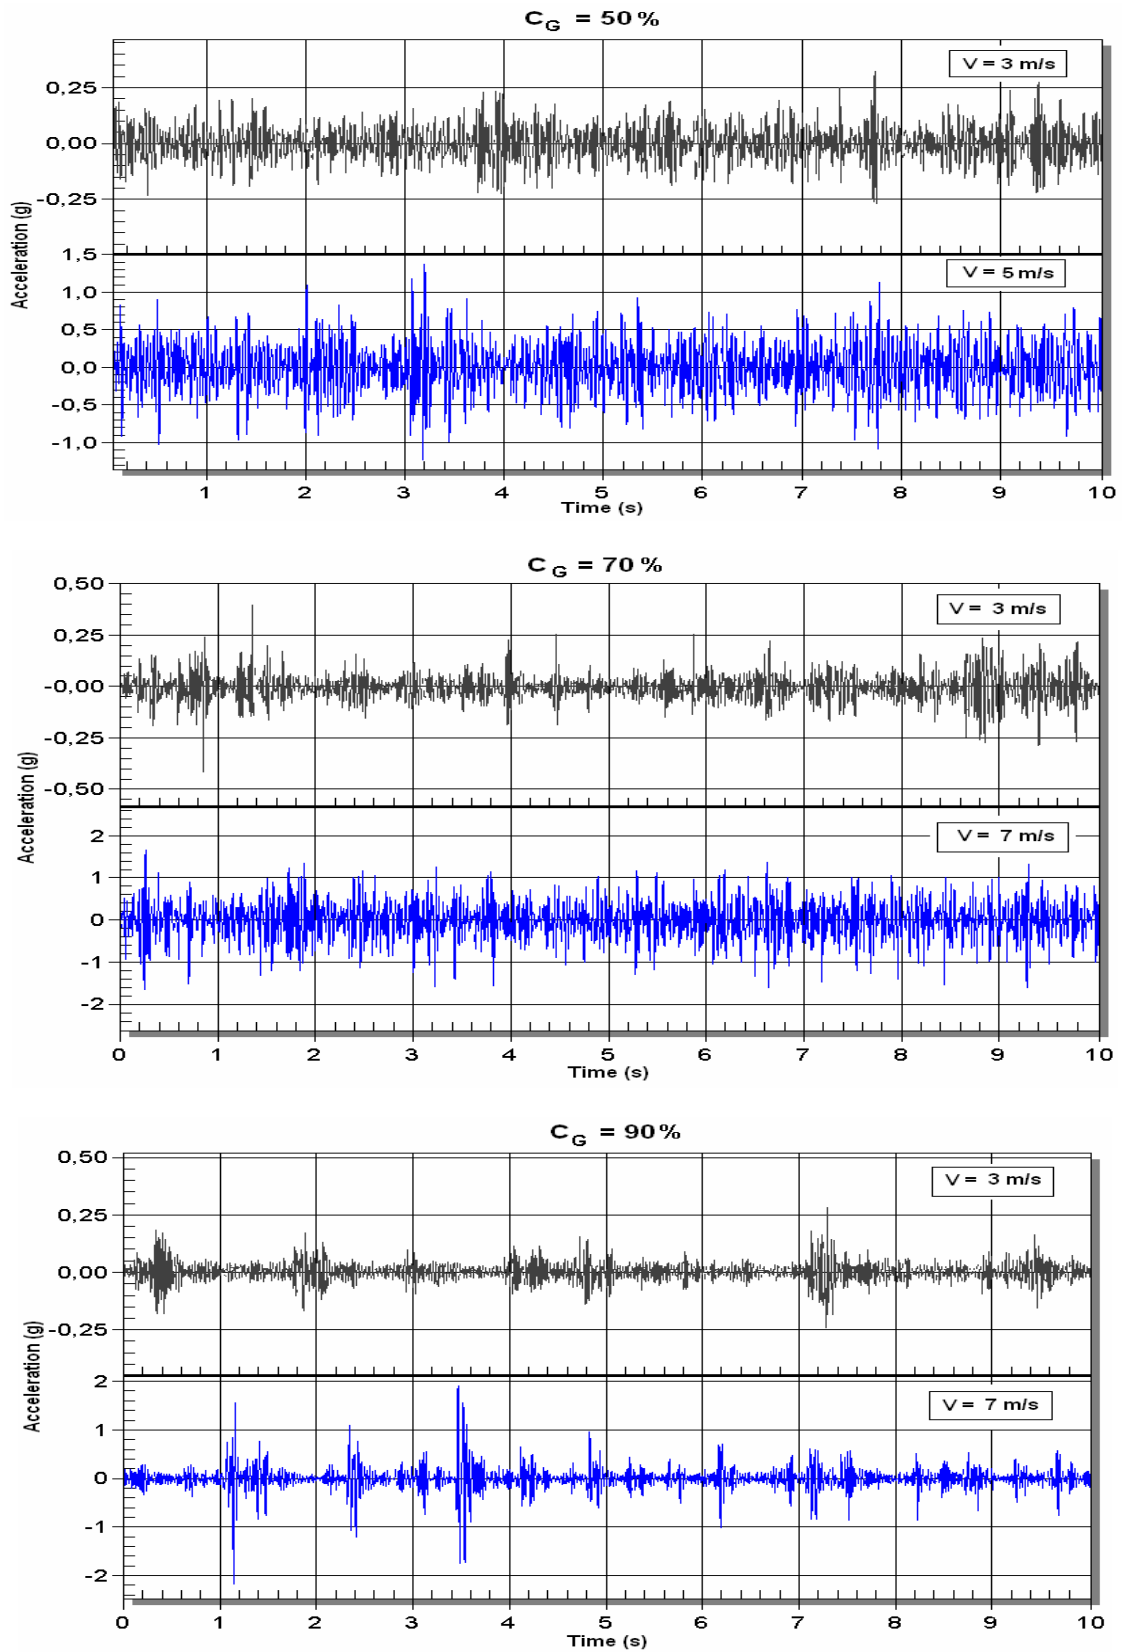 C_G = 50 %
V = 3 m/s
0,25
0,00
-0,25
Acceleration (g)
1,5
V = 5 m/s
1,0
0,5
0,0
-0,5
-1,0
1 2 3 4 5 6 7 8 9 10
Time (s)
C_G = 70 %
0,50
V = 3 m/s
0,25
-0,00
-0,25
-0,50
Acceleration (g)
2
V = 7 m/s
1
0
-1
-2
0 1 2 3 4 5 6 7 8 9 10
Time (s)
C_G = 90 %
0,50
V = 3 m/s
0,25
0,00
-0,25
Acceleration (g)
2
V = 7 m/s
1
0
-1
-2
0 1 2 3 4 5 6 7 8 9 10
Time (s)